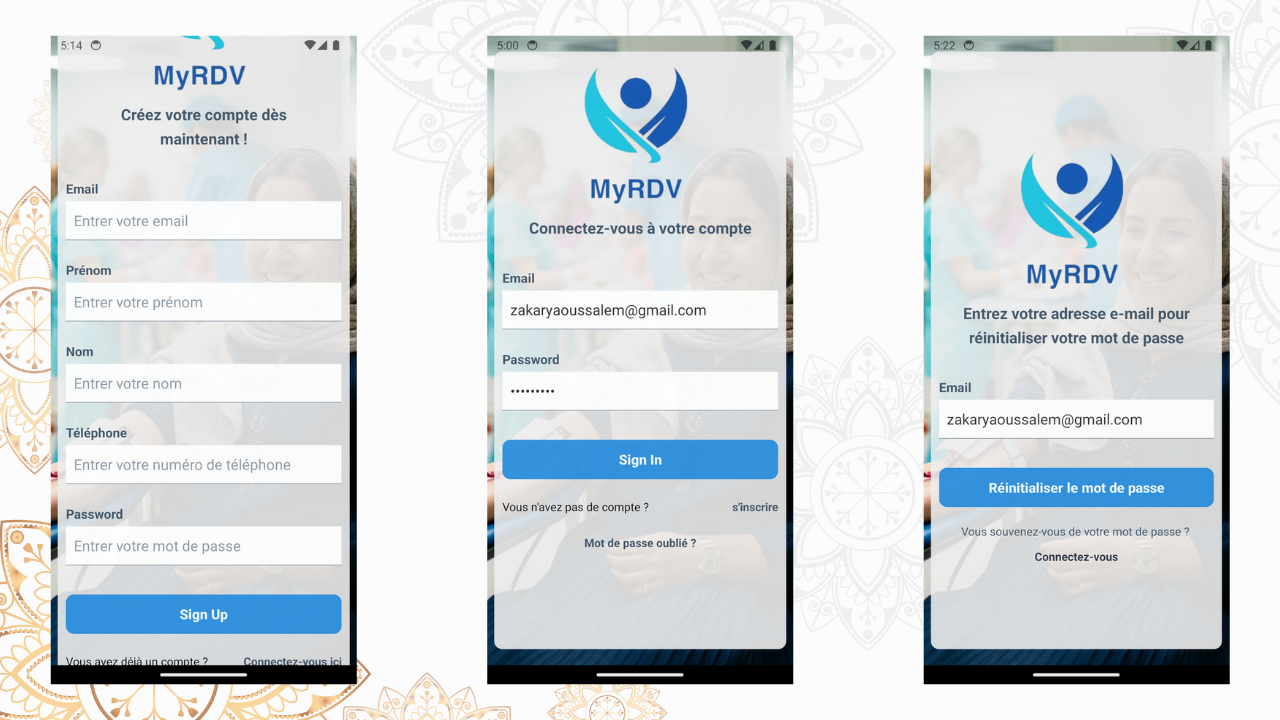 5:14
MyRDV
Créez votre compte dès
maintenant !
Email
Entrer votre email
Prénom
Entrer votre prénom
Nom
Entrer votre nom
Téléphone
Entrer votre numéro de téléphone
Password
Entrer votre mot de passe
Sign Up
Vous avez déjà un compte ? Connectez-vous ici
5:00
MyRDV
Connectez-vous à votre compte
Email
zakaryaoussalem@gmail.com
Password
•••••••••
Sign In
Vous n'avez pas de compte ? s'inscrire
Mot de passe oublié ?
5:22
MyRDV
Entrez votre adresse e-mail pour
réinitialiser votre mot de passe
Email
zakaryaoussalem@gmail.com
Réinitialiser le mot de passe
Vous souvenez-vous de votre mot de passe ?
Connectez-vous